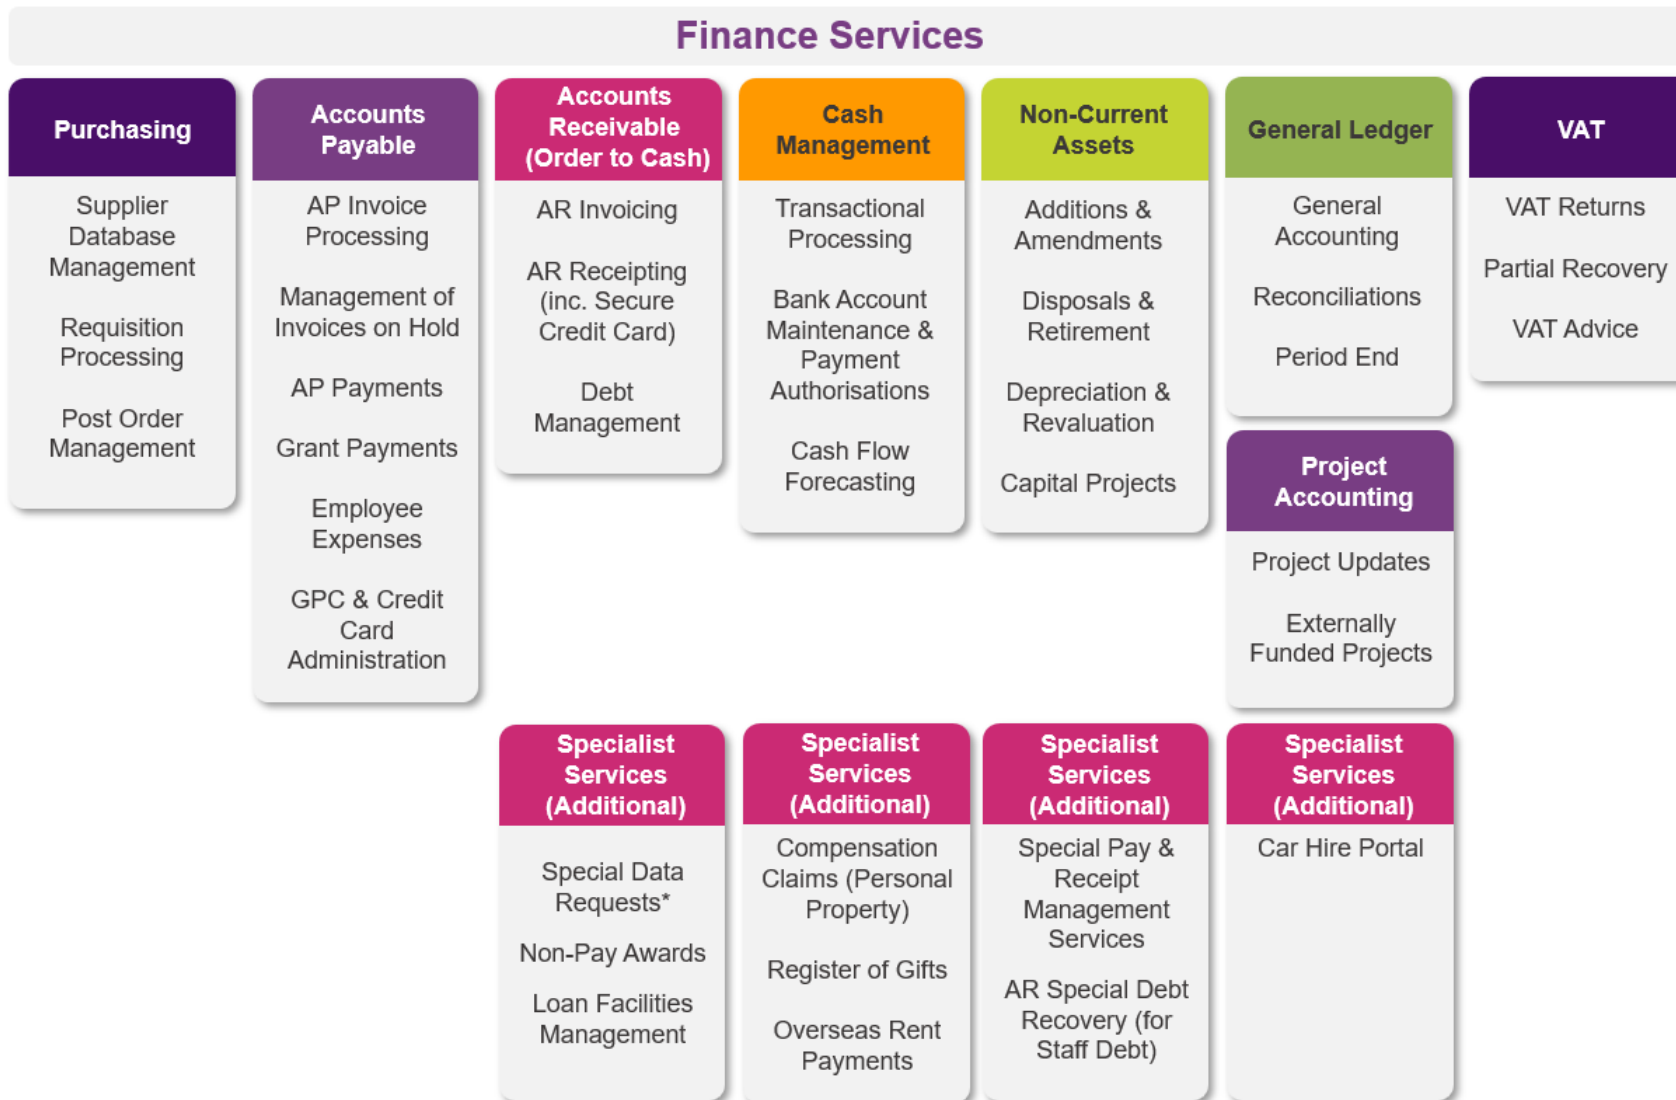 Finance Services
Purchasing
Supplier
Database
Management
Requisition
Processing
Post Order
Management
Accounts
Payable
AP Invoice
Processing
Management of
Invoices on Hold
AP Payments
Grant Payments
Employee
Expenses
GPC & Credit
Card
Administration
Accounts
Receivable
(Order to Cash)
AR Invoicing
AR Receipting
(inc. Secure
Credit Card)
Debt
Management
Cash
Management
Transactional
Processing
Bank Account
Maintenance &
Payment
Authorisations
Cash Flow
Forecasting
Non-Current
Assets
Additions &
Amendments
Disposals &
Retirement
Depreciation &
Revaluation
Capital Projects
General Ledger
General
Accounting
Reconciliations
Period End
Project
Accounting
Project Updates
Externally
Funded Projects
VAT
VAT Returns
Partial Recovery
VAT Advice
Specialist
Services
(Additional)
Special Data
Requests*
Non-Pay Awards
Loan Facilities
Management
Specialist
Services
(Additional)
Compensation
Claims (Personal
Property)
Register of Gifts
Overseas Rent
Payments
Specialist
Services
(Additional)
Special Pay &
Receipt
Management
Services
AR Special Debt
Recovery (for
Staff Debt)
Specialist
Services
(Additional)
Car Hire Portal